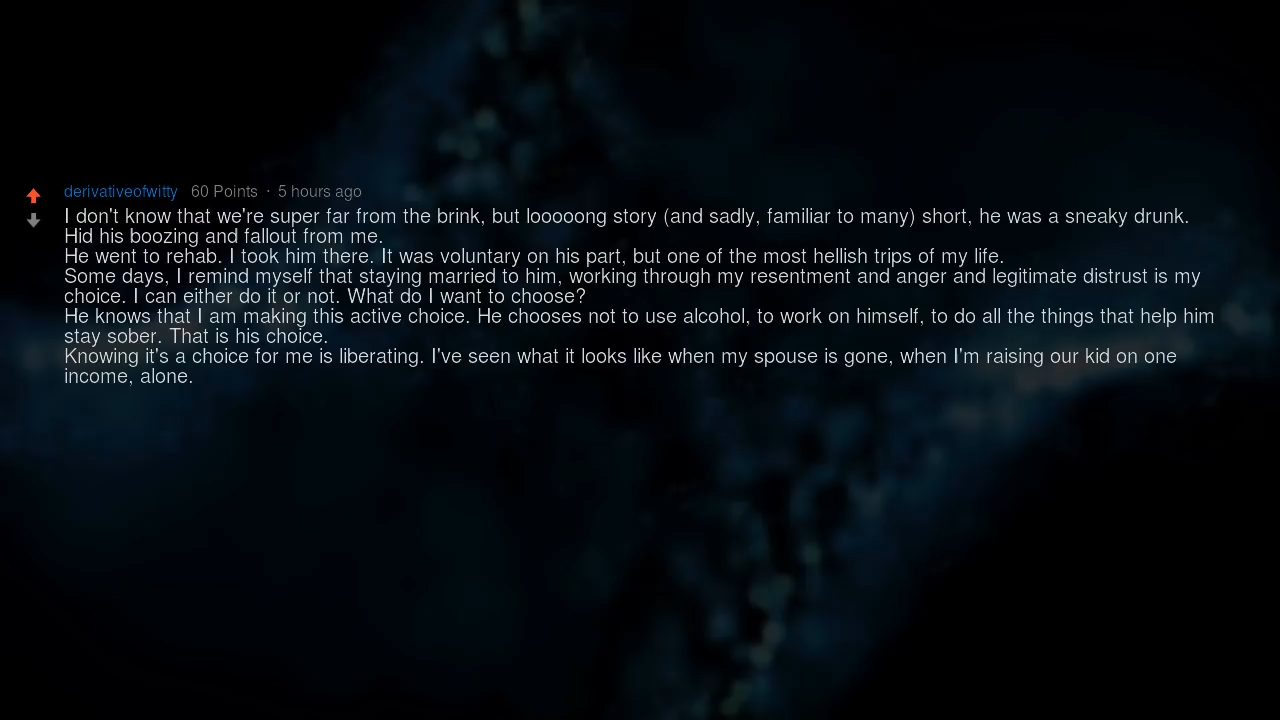 derivativeofwitty 60 Points · 5 hours ago
I don't know that we're super far from the brink, but looooong story (and sadly, familiar to many) short, he was a sneaky drunk.
Hid his boozing and fallout from me.
He went to rehab. I took him there. It was voluntary on his part, but one of the most hellish trips of my life.
Some days, I remind myself that staying married to him, working through my resentment and anger and legitimate distrust is my
choice. I can either do it or not. What do I want to choose?
He knows that I am making this active choice. He chooses not to use alcohol, to work on himself, to do all the things that help him
stay sober. That is his choice.
Knowing it's a choice for me is liberating. I've seen what it looks like when my spouse is gone, when I'm raising our kid on one
income, alone.